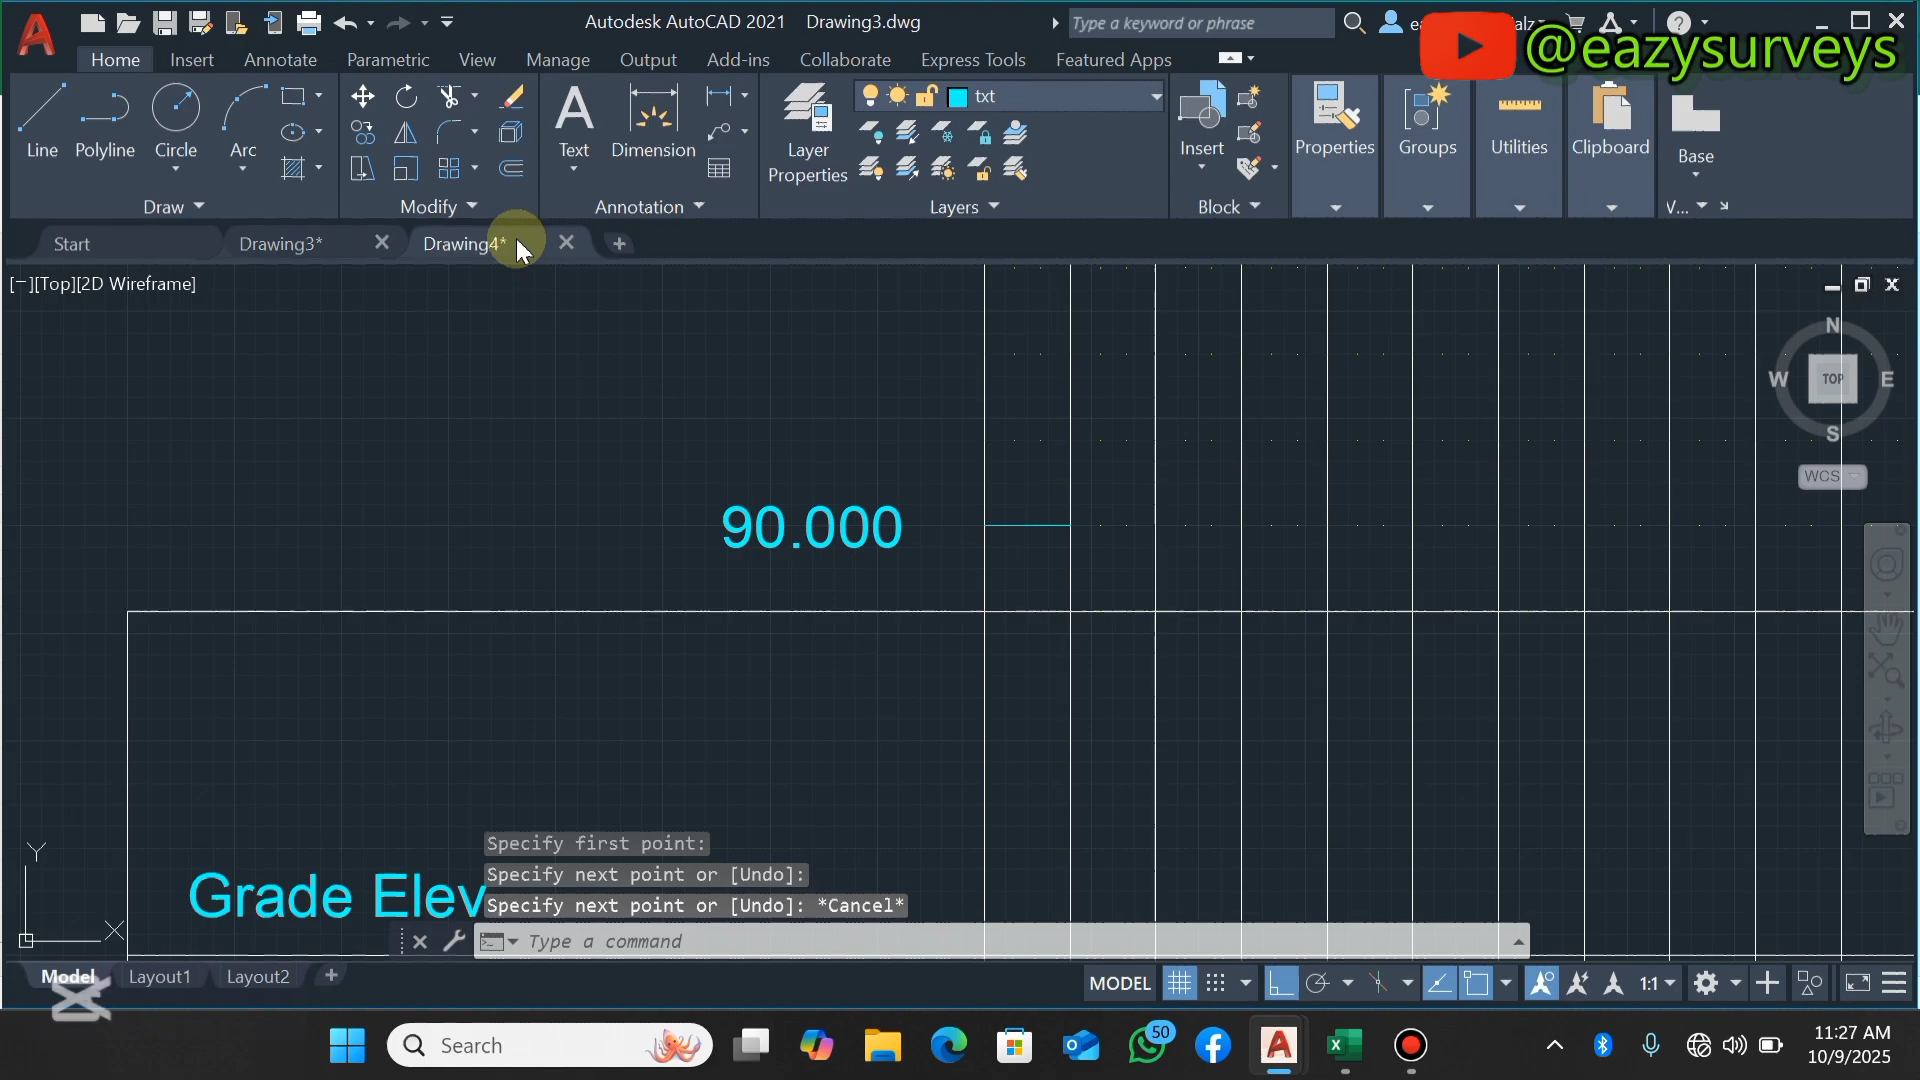 Autodesk AutoCAD 2021 Drawing3.dwg
Type a keyword or phrase
@eazysurveys
Home Insert Annotate Parametric View Manage Output Add-ins Collaborate Express Tools Featured Apps
txt
Line Polyline Circle Arc
Text Dimension
Layer Properties
Insert
Properties Groups Utilities Clipboard Base
Draw Modify Annotation Layers Block V...
Start Drawing3* Drawing4*
[−][Top][2D Wireframe]
N
W TOP E
S
WCS
90.000
Grade Elev
Specify first point:
Specify next point or [Undo]:
Specify next point or [Undo]: *Cancel*
Type a command
Y
X
Model Layout1 Layout2
MODEL 1:1
Search
50
11:27 AM
10/9/2025